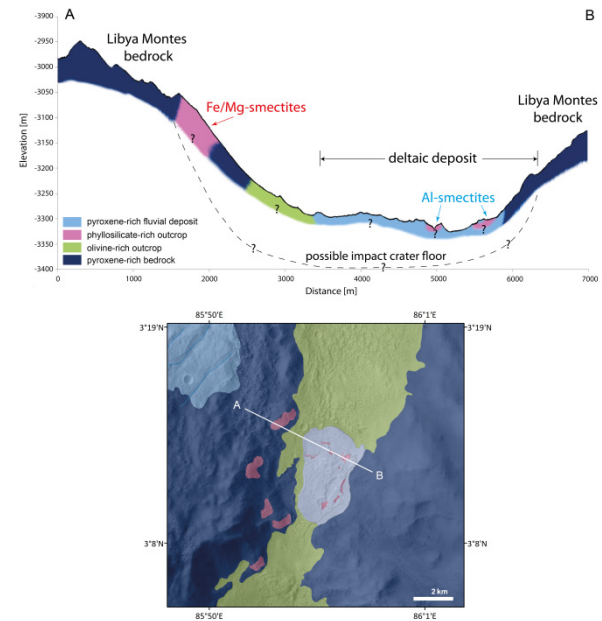 A
B
-3900
-2950
-3000
-3050
-3100
-3150
-3200
-3250
-3300
-3350
-3400
Elevation [m]
Libya Montes
bedrock
Fe/Mg-smectites
?
Libya Montes
bedrock
deltaic deposit
Al-smectites
?
?
?
?
?
?
possible impact crater floor
?
pyroxene-rich fluvial deposit
phyllosilicate-rich outcrop
olivine-rich outcrop
pyroxene-rich bedrock
0
1000
2000
3000
4000
5000
6000
7000
Distance [m]
85°50'E
86°1'E
3°19'N
3°19'N
A
B
3°8'N
3°8'N
2 km
85°50'E
86°1'E